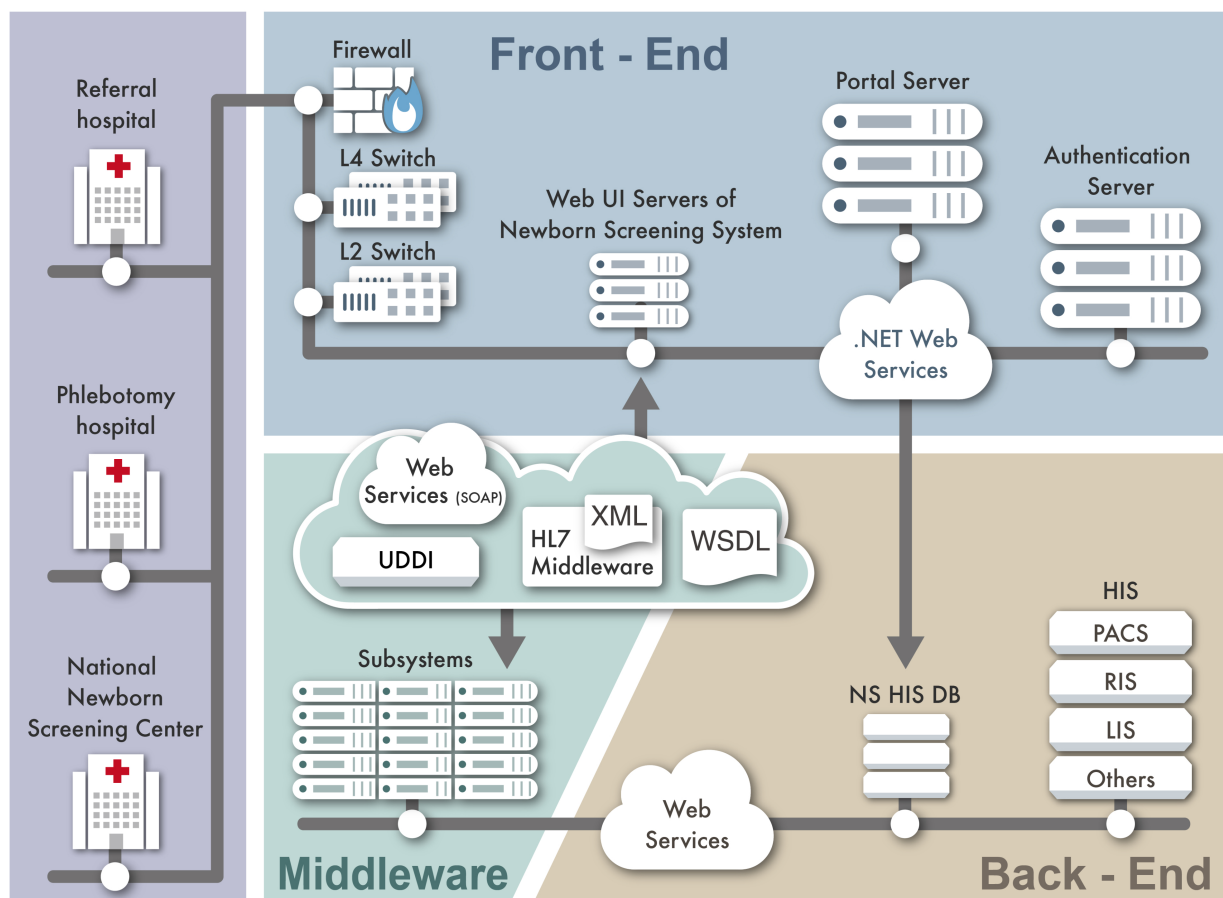 Referral
hospital
Phlebotomy
hospital
National
Newborn
Screening Center
Front - End
Firewall
L4 Switch
L2 Switch
Web UI Servers of
Newborn Screening System
Portal Server
Authentication
Server
.NET Web
Services
Web
Services (SOAP)
UDDI
XML
HL7
Middleware
WSDL
Subsystems
Middleware
Web
Services
NS HIS DB
HIS
PACS
RIS
LIS
Others
Back - End